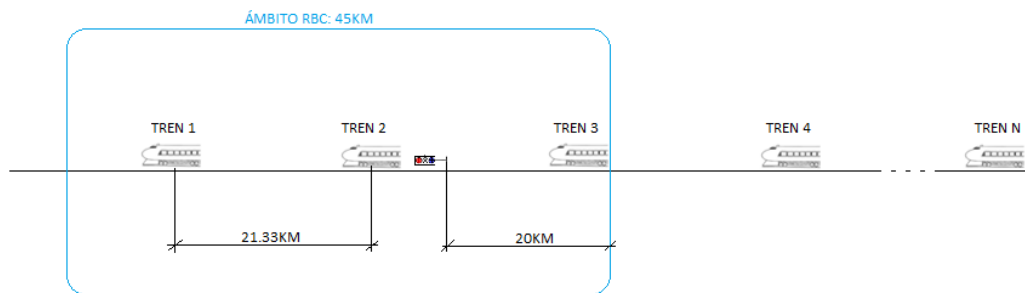 ÁMBITO RBC: 45KM
TREN 1
TREN 2
TREN 3
TREN 4
TREN N
21.33KM
20KM